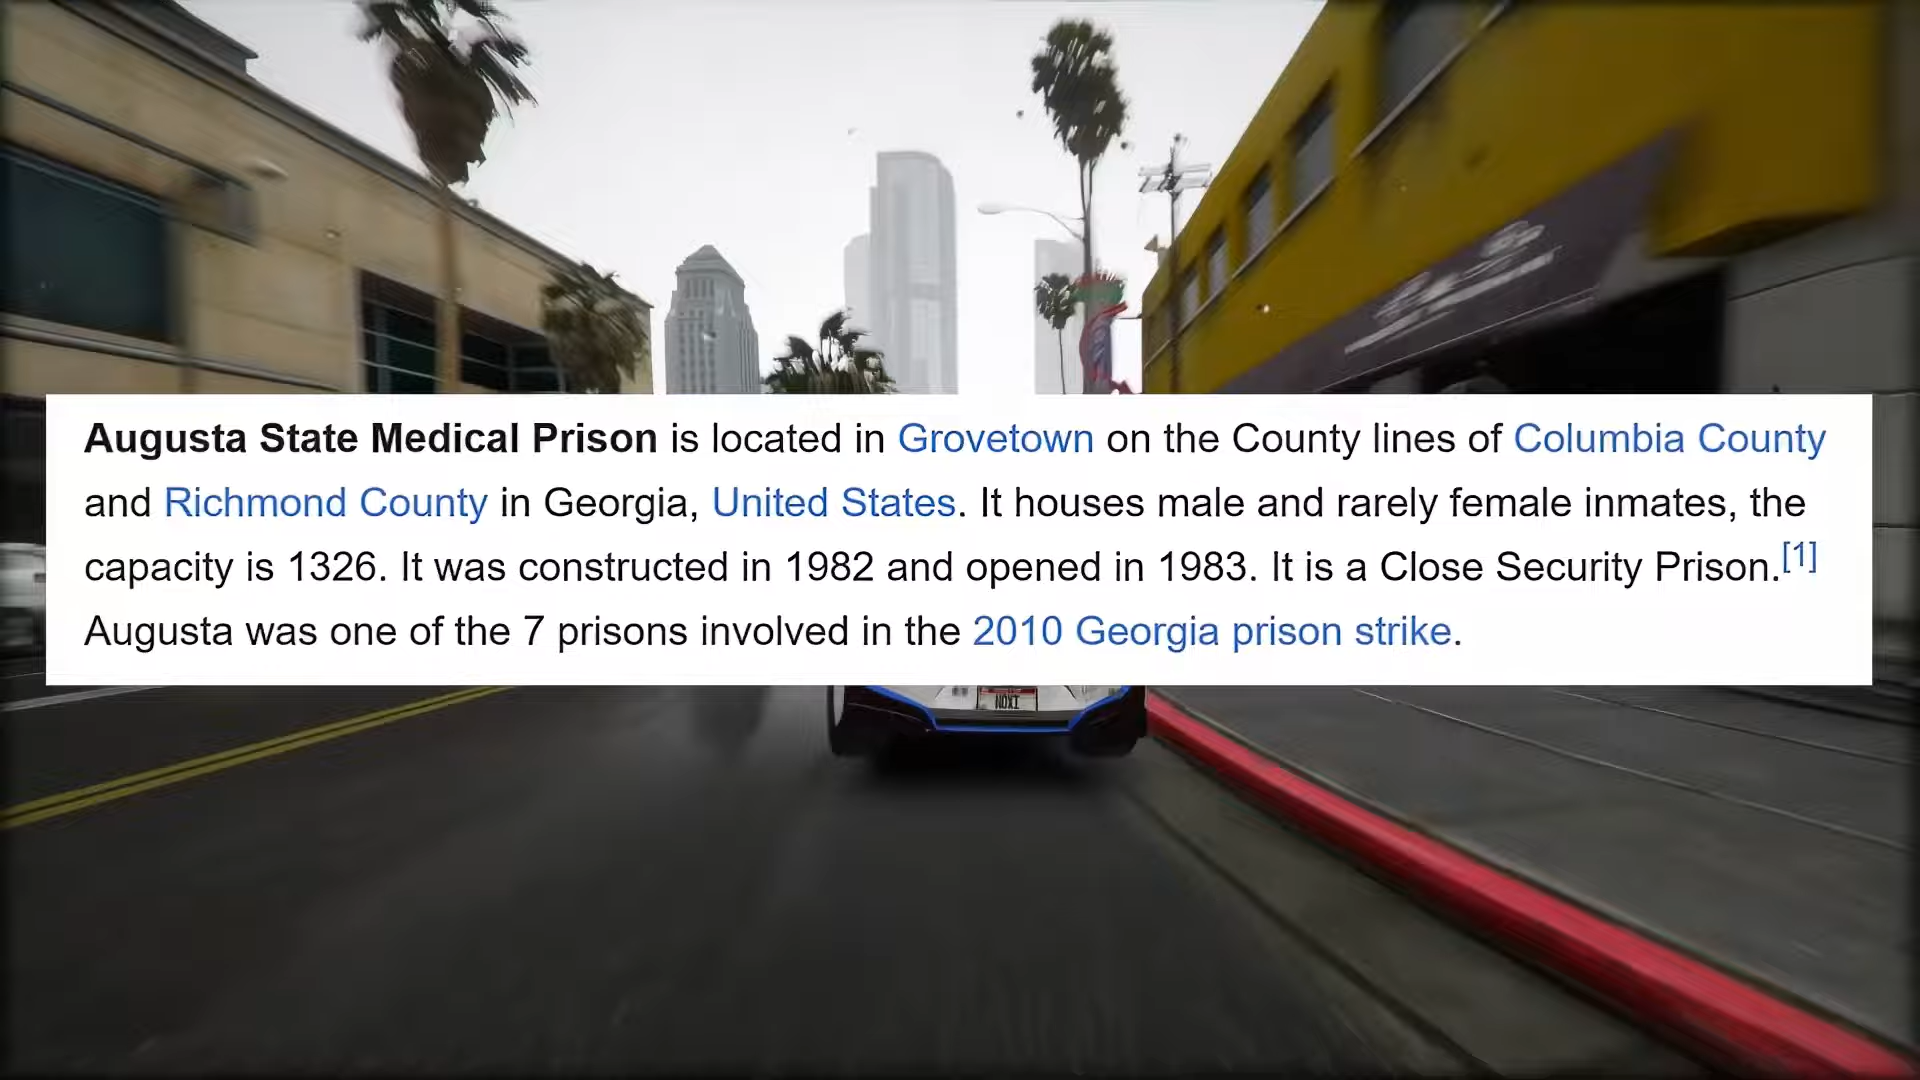 Augusta State Medical Prison is located in Grovetown on the County lines of Columbia County
and Richmond County in Georgia, United States. It houses male and rarely female inmates, the
capacity is 1326. It was constructed in 1982 and opened in 1983. It is a Close Security Prison.[1]
Augusta was one of the 7 prisons involved in the 2010 Georgia prison strike.